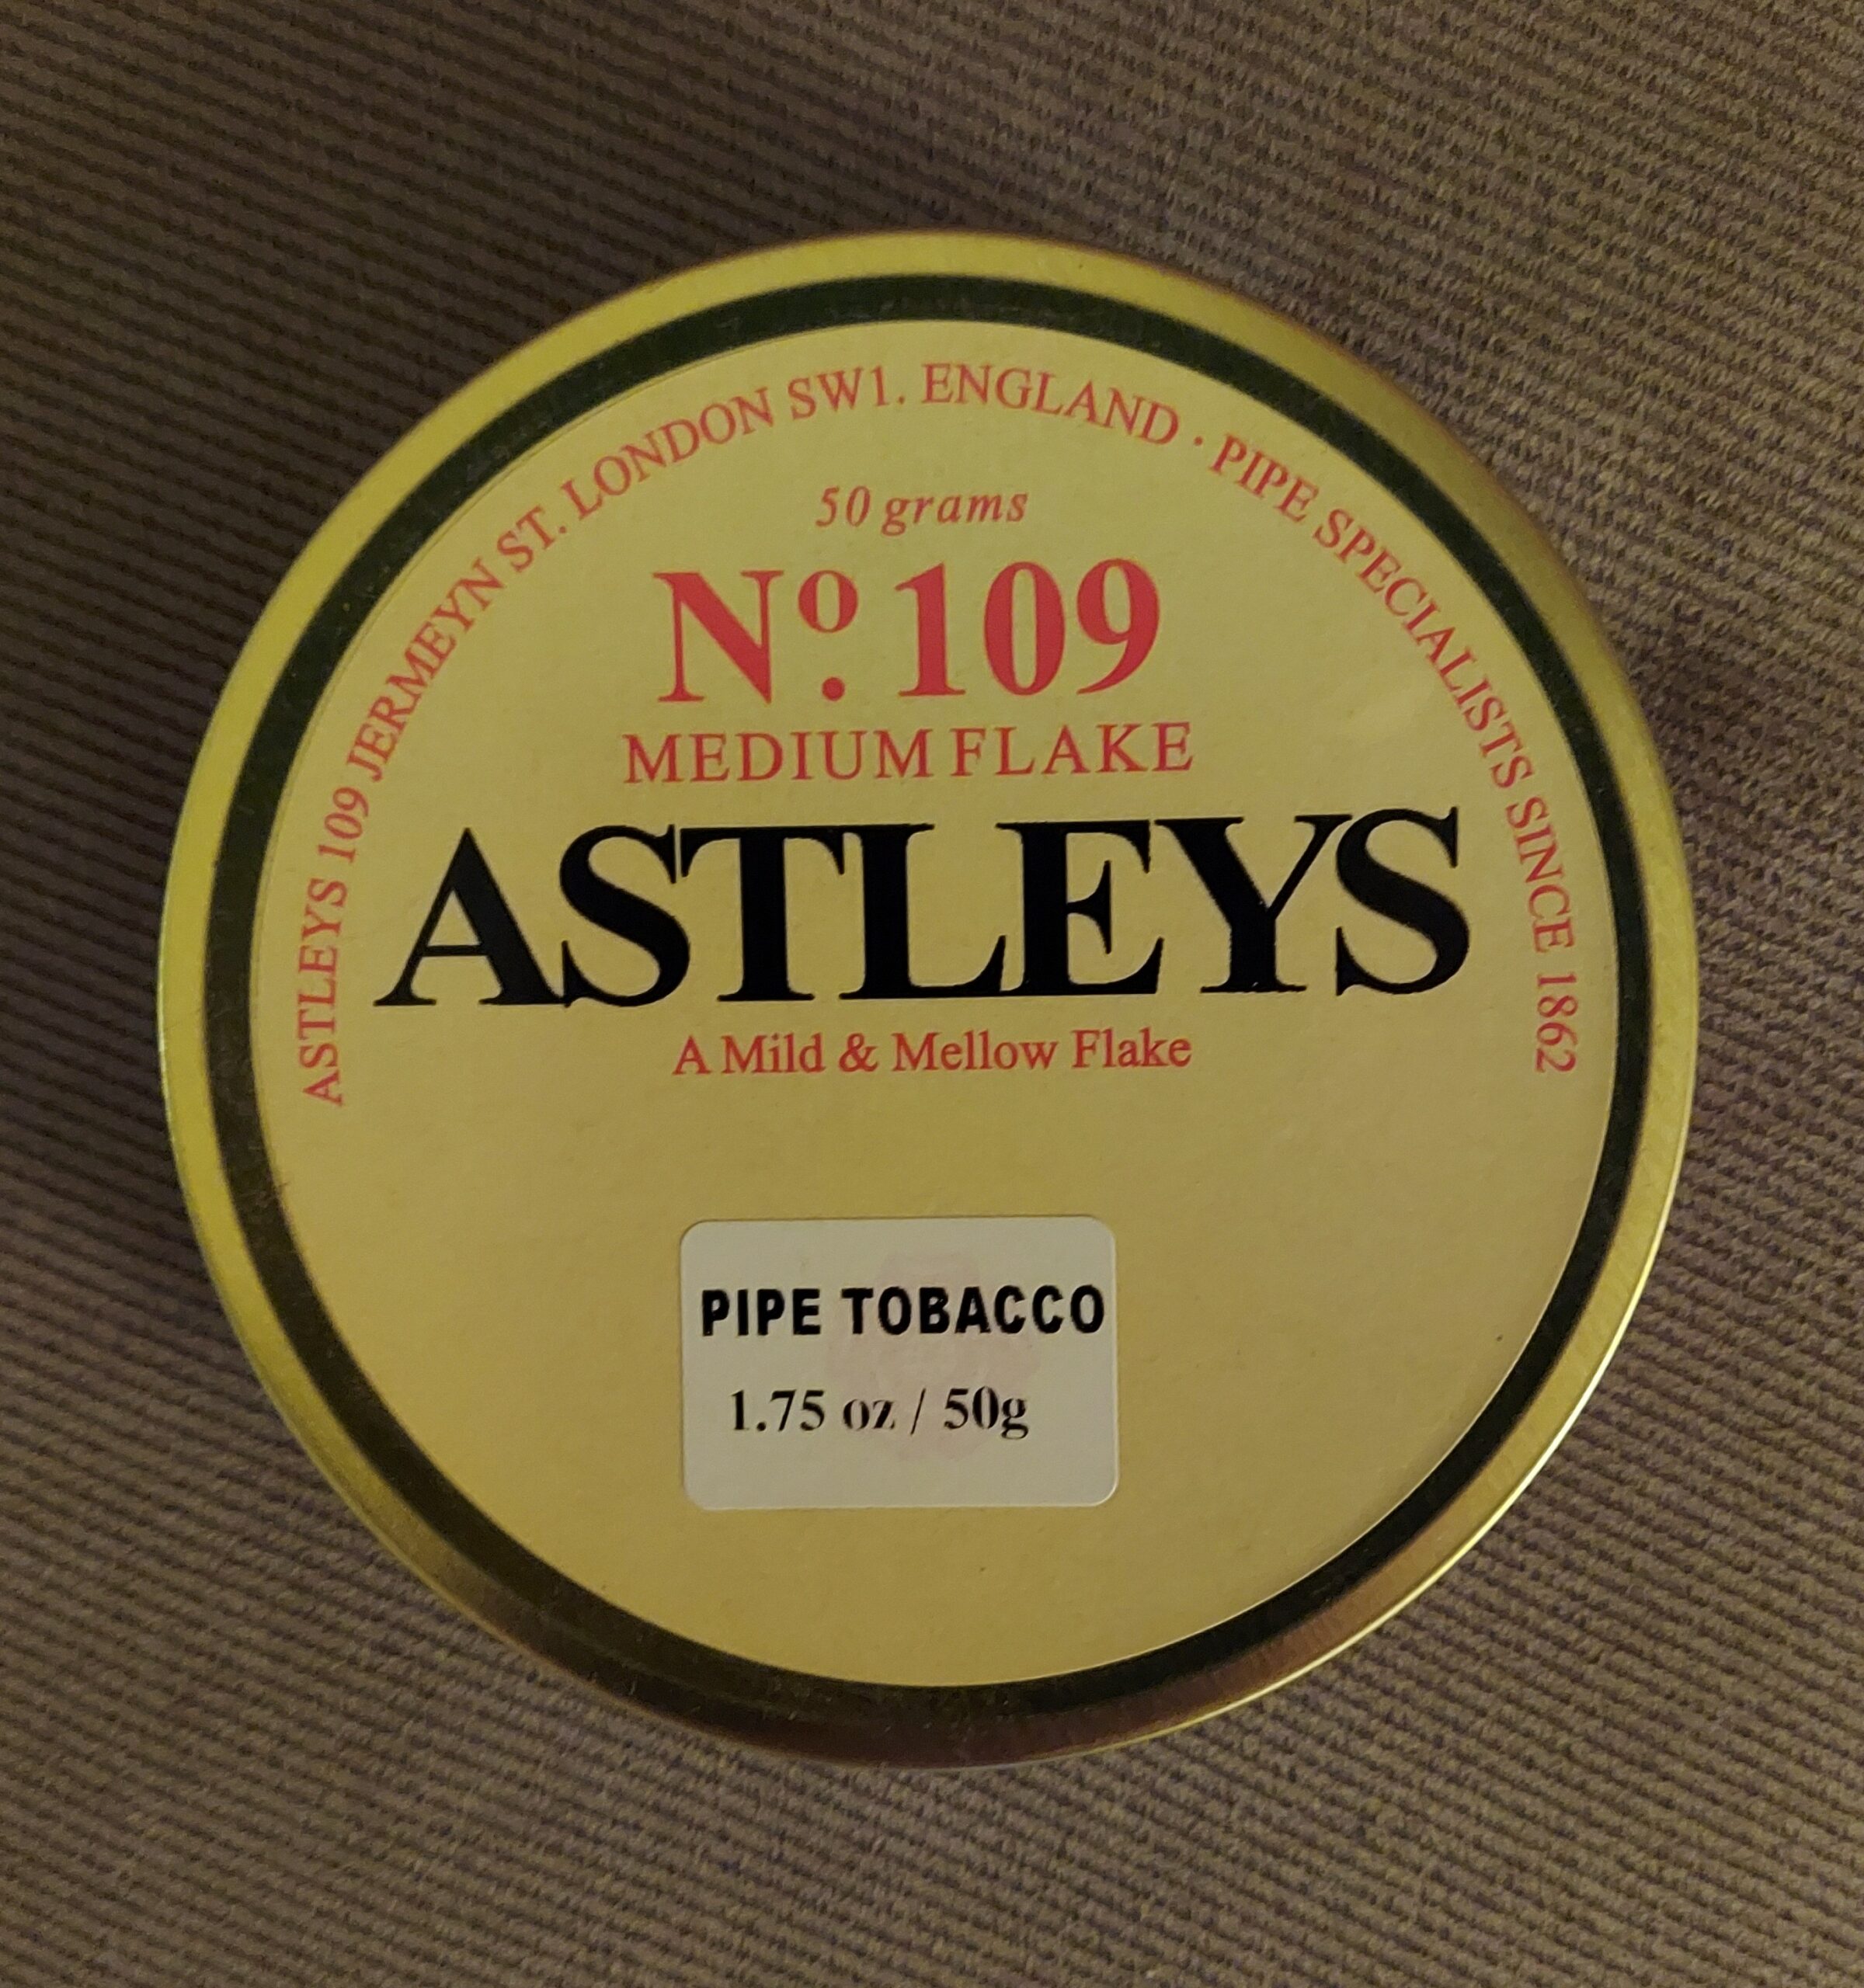 ASTLEYS 109 JERMEYN ST. LONDON SW1. ENGLAND · PIPE SPECIALISTS SINCE 1862
50 grams
Nº. 109
MEDIUM FLAKE
ASTLEYS
A Mild & Mellow Flake
PIPE TOBACCO
1.75 oz / 50g